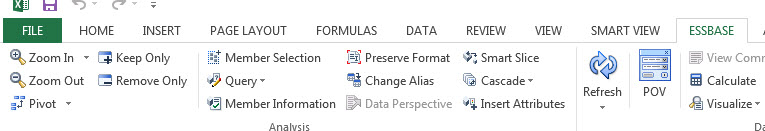 FILE HOME INSERT PAGE LAYOUT FORMULAS DATA REVIEW VIEW SMART VIEW ESSBASE
Zoom In Keep Only Member Selection Preserve Format Smart Slice View Comm
Zoom Out Remove Only Query Change Alias Cascade Refresh POV Calculate
Pivot Member Information Data Perspective Insert Attributes Visualize
Analysis Da